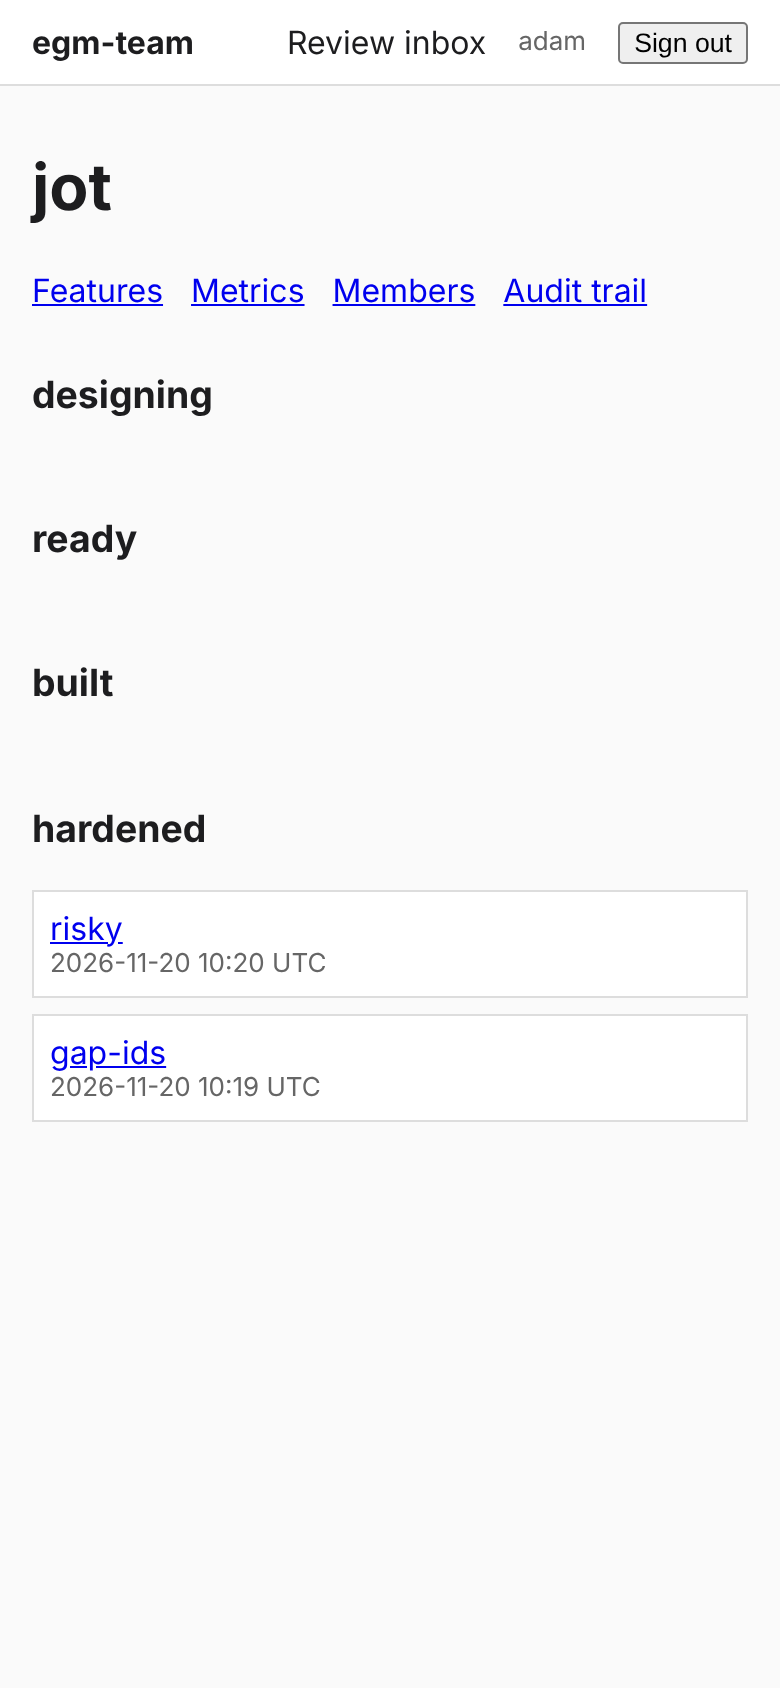 egm-team Review inbox adam Sign out
jot
Features Metrics Members Audit trail
designing
ready
built
hardened
risky
2026-11-20 10:20 UTC
gap-ids
2026-11-20 10:19 UTC